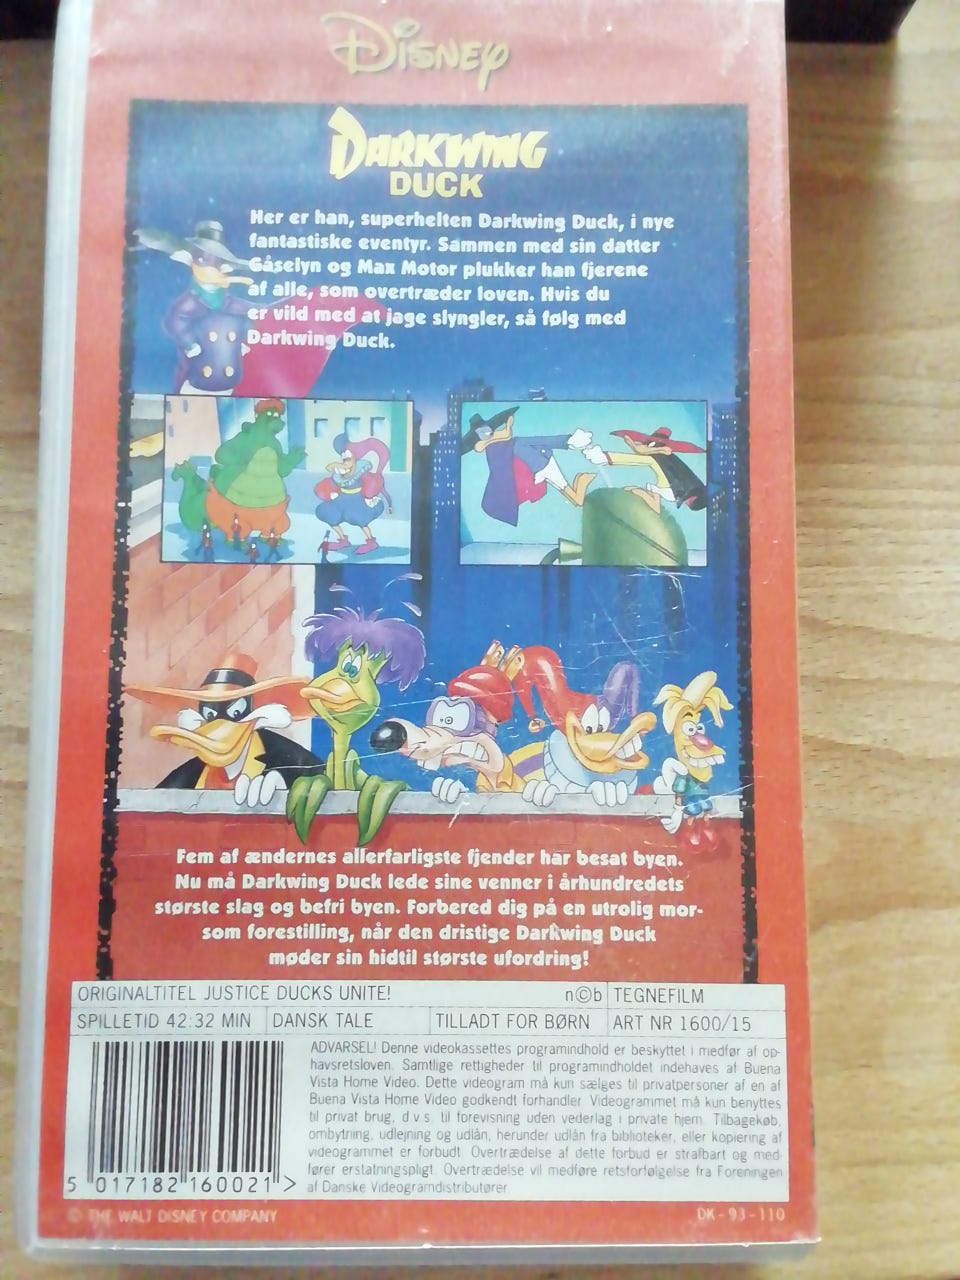 Disney
DARKWING
DUCK
Her er han, superhelten Darkwing Duck, i nye
fantastiske eventyr. Sammen med sin datter
Gåselyn og Max Motor plukker han fjerene
af alle, som overtræder loven. Hvis du
er vild med at jage slyngler, så følg med
Darkwing Duck.
Fem af ændernes allerfarligste fjender har besat byen.
Nu må Darkwing Duck lede sine venner i århundredets
største slag og befri byen. Forbered dig på en utrolig mor-
som forestilling, når den dristige Darkwing Duck
møder sin hidtil største ufordring!
ORIGINALTITEL JUSTICE DUCKS UNITE! n©b TEGNEFILM
SPILLETID 42:32 MIN DANSK TALE TILLADT FOR BØRN ART NR 1600/15
ADVARSEL! Denne videokassettes programindhold er beskyttet i medfør af op-
havsretsloven. Samtlige rettigheder til programindholdet indehaves af Buena
Vista Home Video. Dette videogram må kun sælges til privatpersoner af en af
Buena Vista Home Video godkendt forhandler. Videogrammet må kun benyttes
til privat brug, d.v.s. til forevisning uden vederlag i private hjem. Tilbagekøb,
ombytning, udlejning og udlån, herunder udlån fra biblioteker, eller kopiering af
videogrammet er forbudt. Overtrædelse af dette forbud er strafbart og med-
fører erstatningspligt. Overtrædelse vil medføre retsforfølgelse fra Foreningen
af Danske Videogramdistributører.
5 017182 160021 >
© THE WALT DISNEY COMPANY DK-93-110